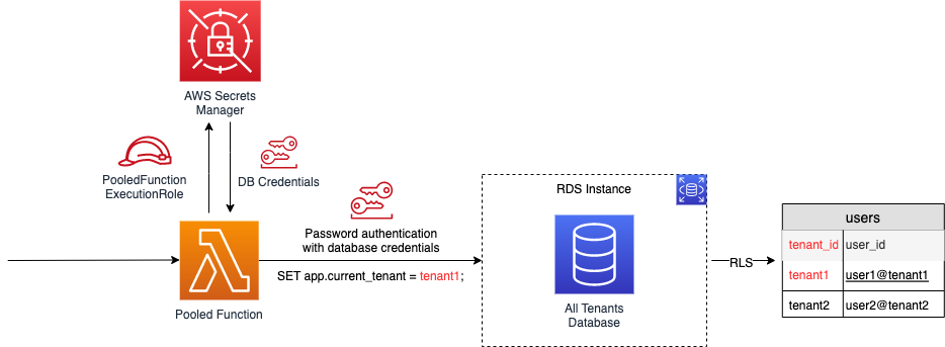 AWS Secrets
Manager
PooledFunction
ExecutionRole
DB Credentials
Password authentication
with database credentials
SET app.current_tenant = tenant1;
Pooled Function
RDS Instance
All Tenants
Database
RLS
users
tenant_id user_id
tenant1 user1@tenant1
tenant2 user2@tenant2